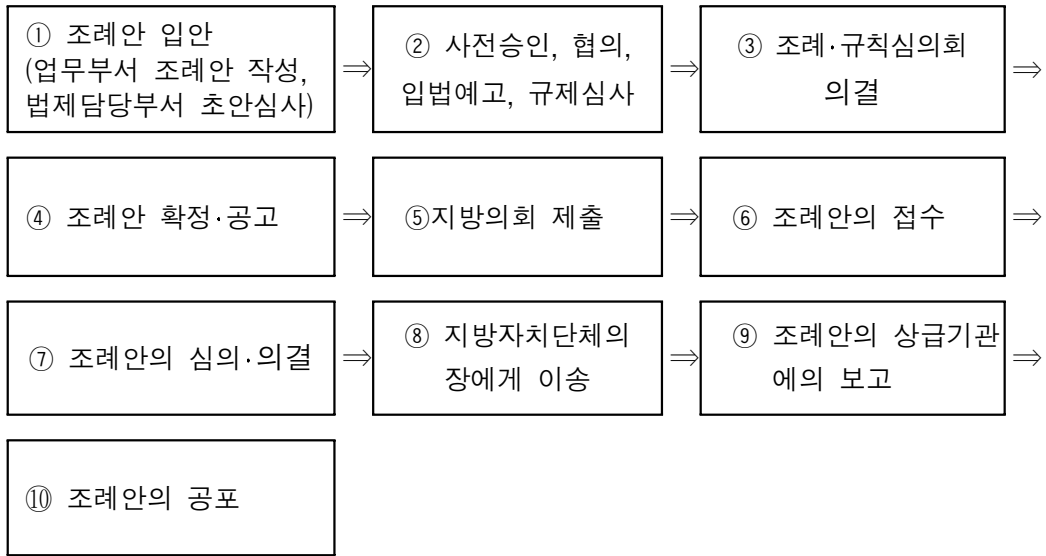 ① 조례안 입안
(업무부서 조례안 작성,
법제담당부서 초안심사)
⇒
② 사전승인, 협의,
입법예고, 규제심사
⇒
③ 조례·규칙심의회
의결
⇒
④ 조례안 확정·공고
⇒
⑤지방의회 제출
⇒
⑥ 조례안의 접수
⇒
⑦ 조례안의 심의·의결
⇒
⑧ 지방자치단체의
장에게 이송
⇒
⑨ 조례안의 상급기관
에의 보고
⇒
⑩ 조례안의 공포